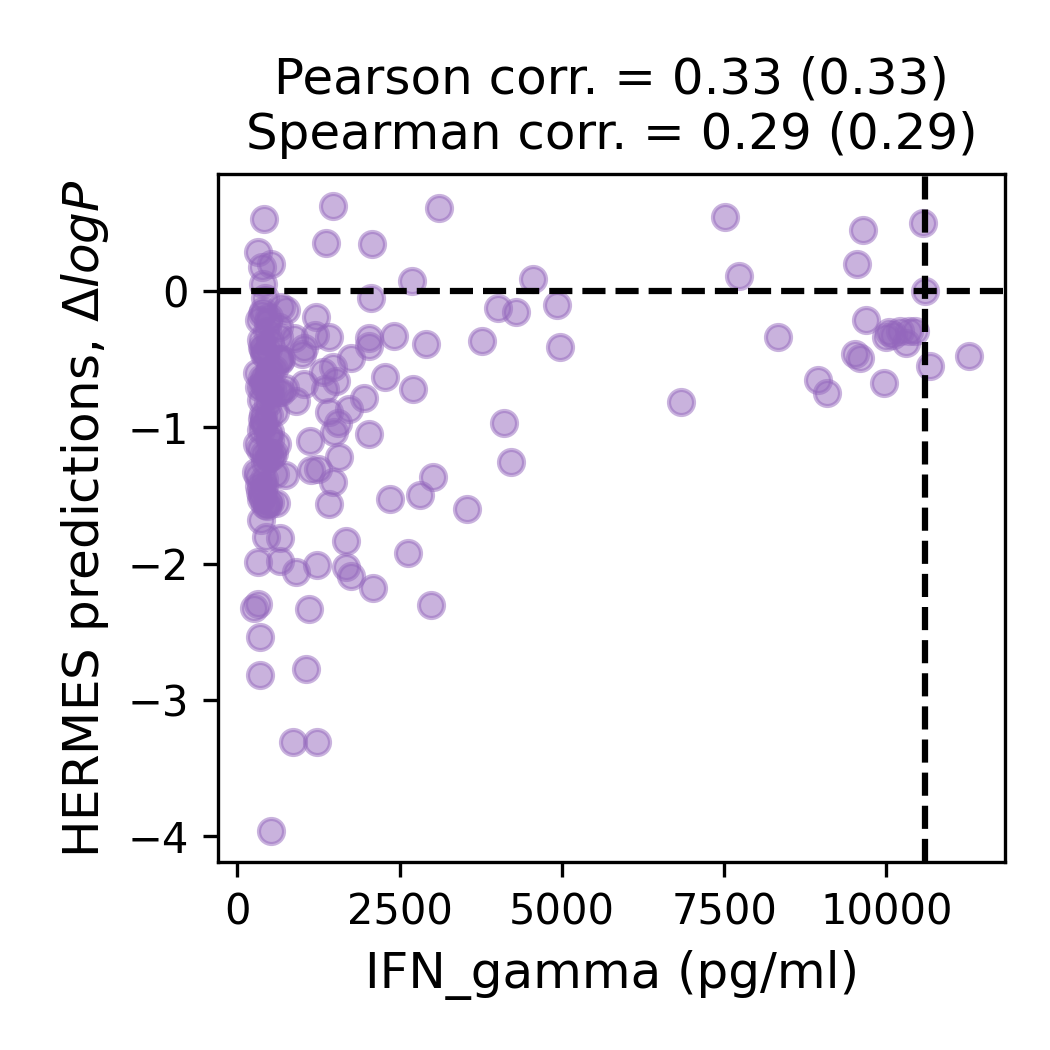 Pearson corr. = 0.33 (0.33)
Spearman corr. = 0.29 (0.29)
HERMES predictions, ΔlogP
0
−1
−2
−3
−4
0 2500 5000 7500 10000
IFN_gamma (pg/ml)